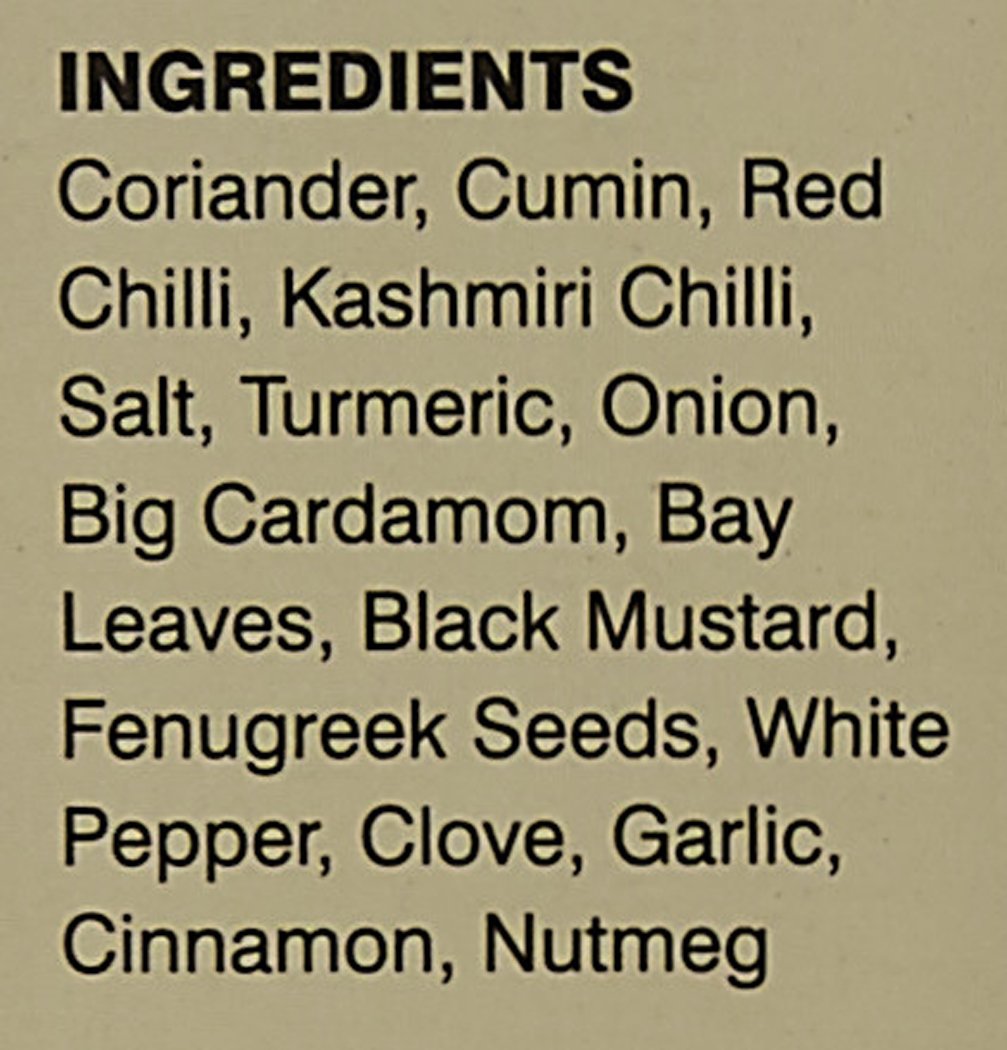 INGREDIENTS
Coriander, Cumin, Red
Chilli, Kashmiri Chilli,
Salt, Turmeric, Onion,
Big Cardamom, Bay
Leaves, Black Mustard,
Fenugreek Seeds, White
Pepper, Clove, Garlic,
Cinnamon, Nutmeg